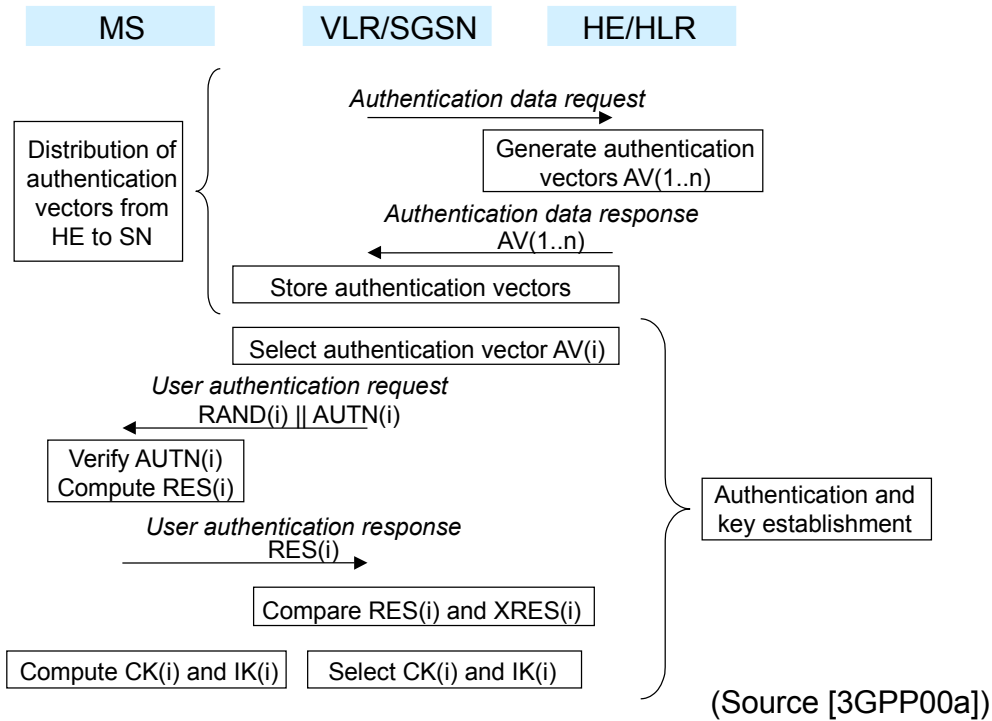 MS
VLR/SGSN
HE/HLR
Authentication data request
Distribution of
authentication
vectors from
HE to SN
Generate authentication
vectors AV(1..n)
Authentication data response
AV(1..n)
Store authentication vectors
Select authentication vector AV(i)
User authentication request
RAND(i) || AUTN(i)
Verify AUTN(i)
Compute RES(i)
Authentication and
key establishment
User authentication response
RES(i)
Compare RES(i) and XRES(i)
Compute CK(i) and IK(i)
Select CK(i) and IK(i)
(Source [3GPP00a])